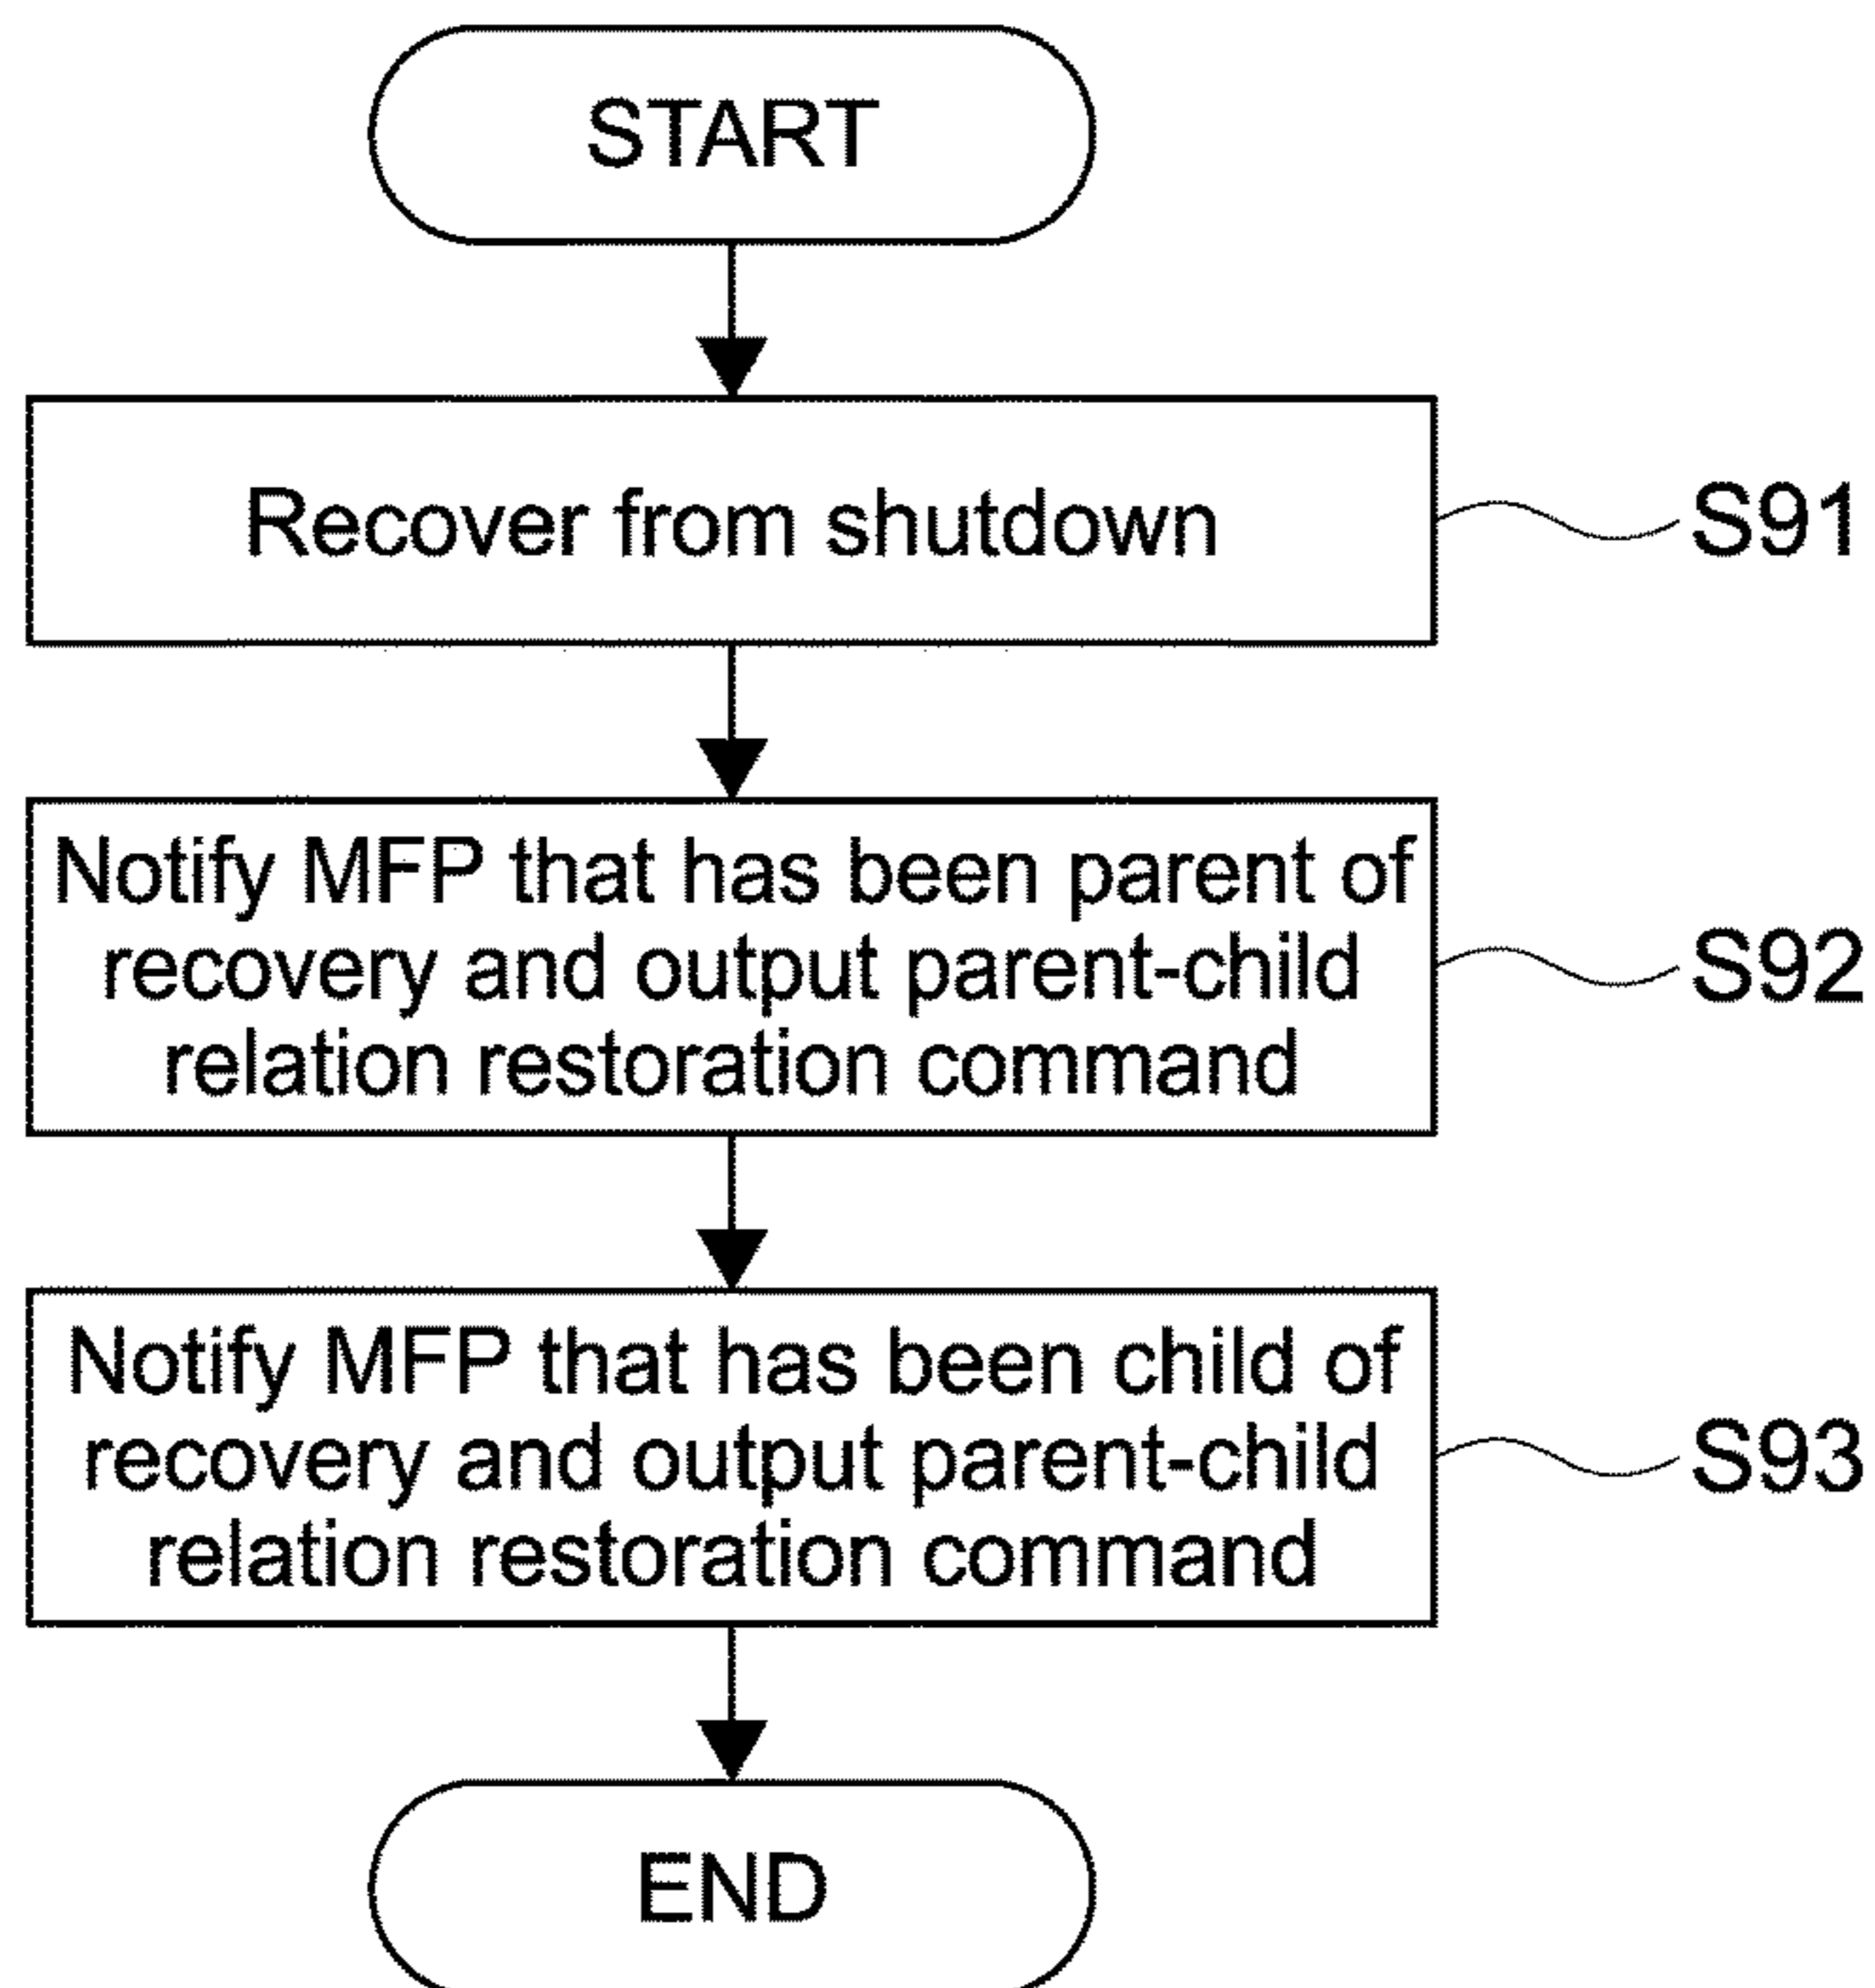 START
Recover from shutdown
S91
Notify MFP that has been parent of
recovery and output parent-child
relation restoration command
S92
Notify MFP that has been child of
recovery and output parent-child
relation restoration command
S93
END